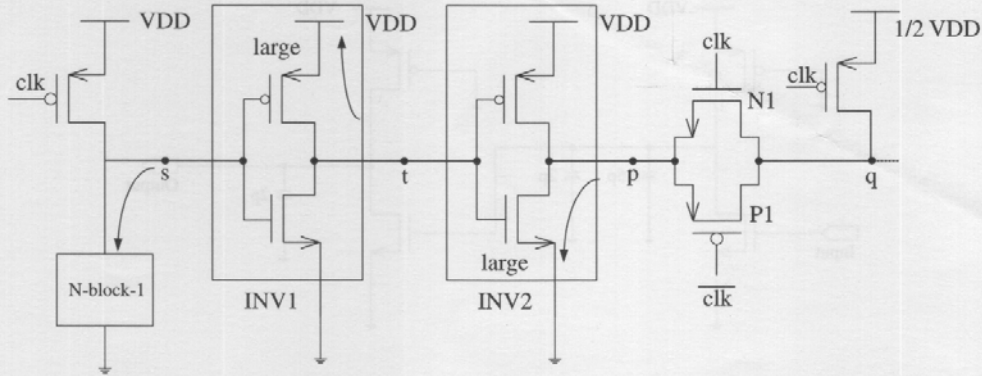 VDD
clk
s
N-block-1
large
VDD
INV1
t
VDD
large
INV2
p
clk
N1
P1
clk
1/2 VDD
clk
q